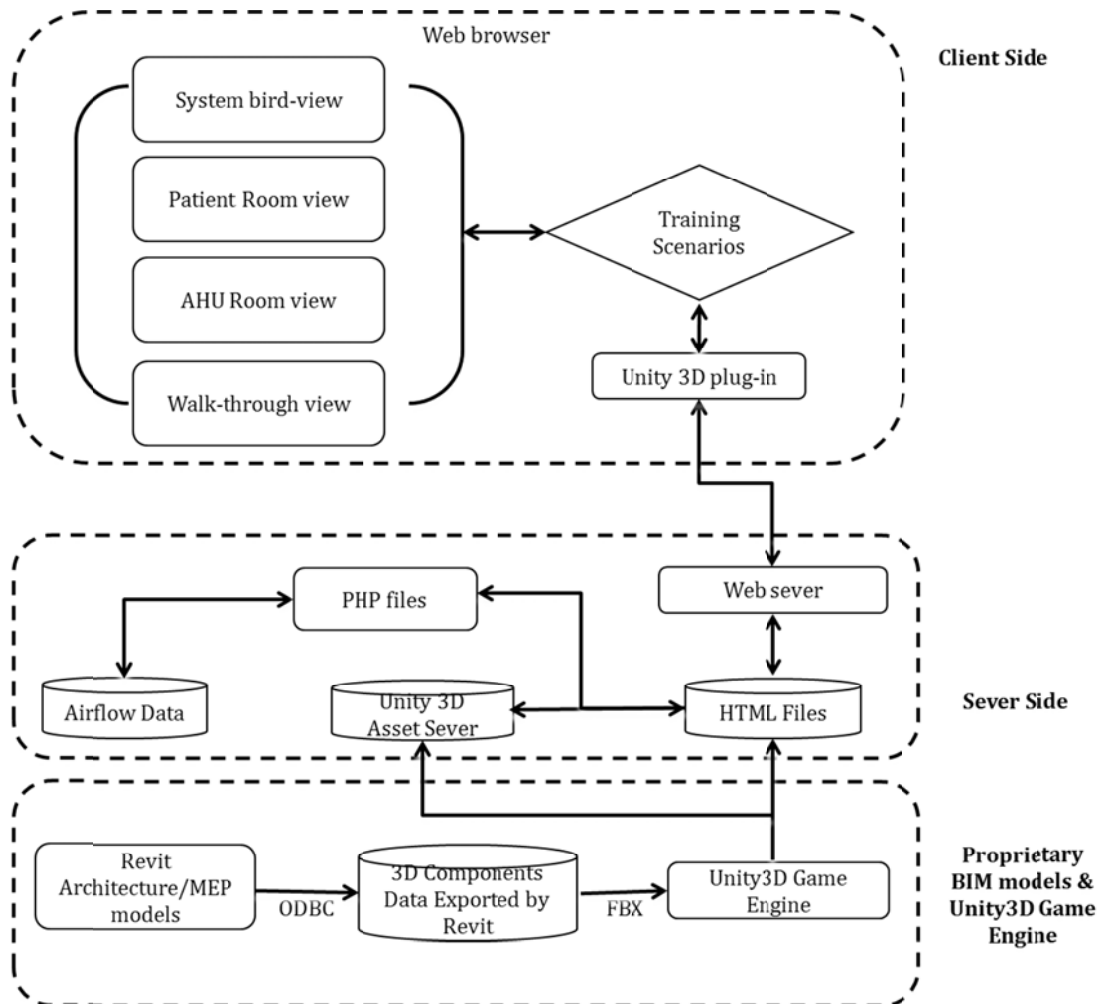 Web browser
Client Side
System bird-view
Patient Room view
AHU Room view
Walk-through view
Training
Scenarios
Unity 3D plug-in
PHP files
Web sever
Airflow Data
Unity 3D
Asset Sever
HTML Files
Sever Side
Revit
Architecture/MEP
models
ODBC
3D Components
Data Exported by
Revit
FBX
Unity3D Game
Engine
Proprietary
BIM models &
Unity3D Game
Engine